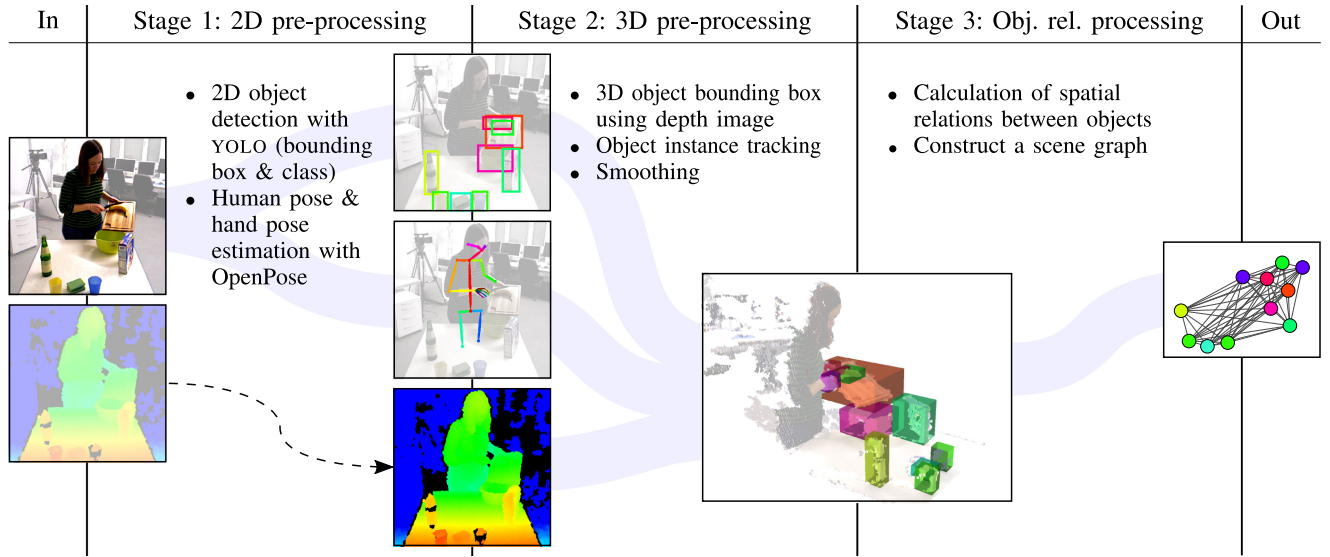 In
Stage 1: 2D pre-processing
Stage 2: 3D pre-processing
Stage 3: Obj. rel. processing
Out
• 2D object
detection with
YOLO (bounding
box & class)
• Human pose &
hand pose
estimation with
OpenPose
• 3D object bounding box
using depth image
• Object instance tracking
• Smoothing
• Calculation of spatial
relations between objects
• Construct a scene graph